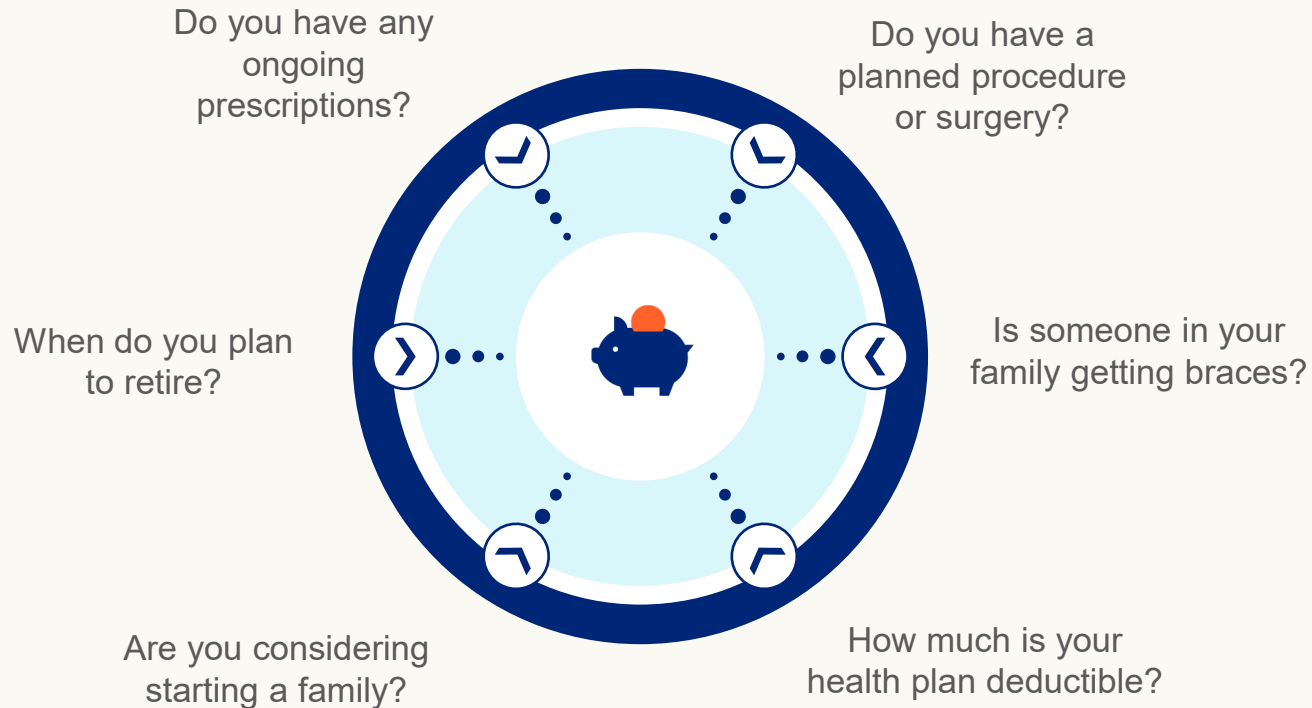 Do you have any
ongoing
prescriptions?
Do you have a
planned procedure
or surgery?
When do you plan
to retire?
Is someone in your
family getting braces?
Are you considering
starting a family?
How much is your
health plan deductible?